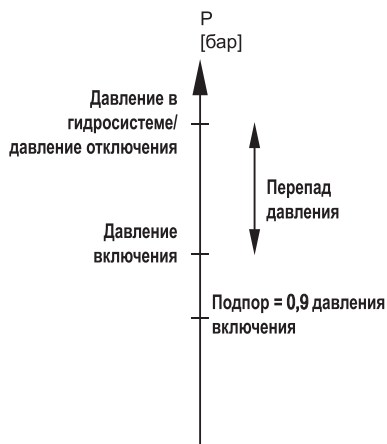 P
[бар]
Давление в
гидросистеме/
давление отключения
Перепад
давления
Давление
включения
Подпор = 0,9 давления
включения